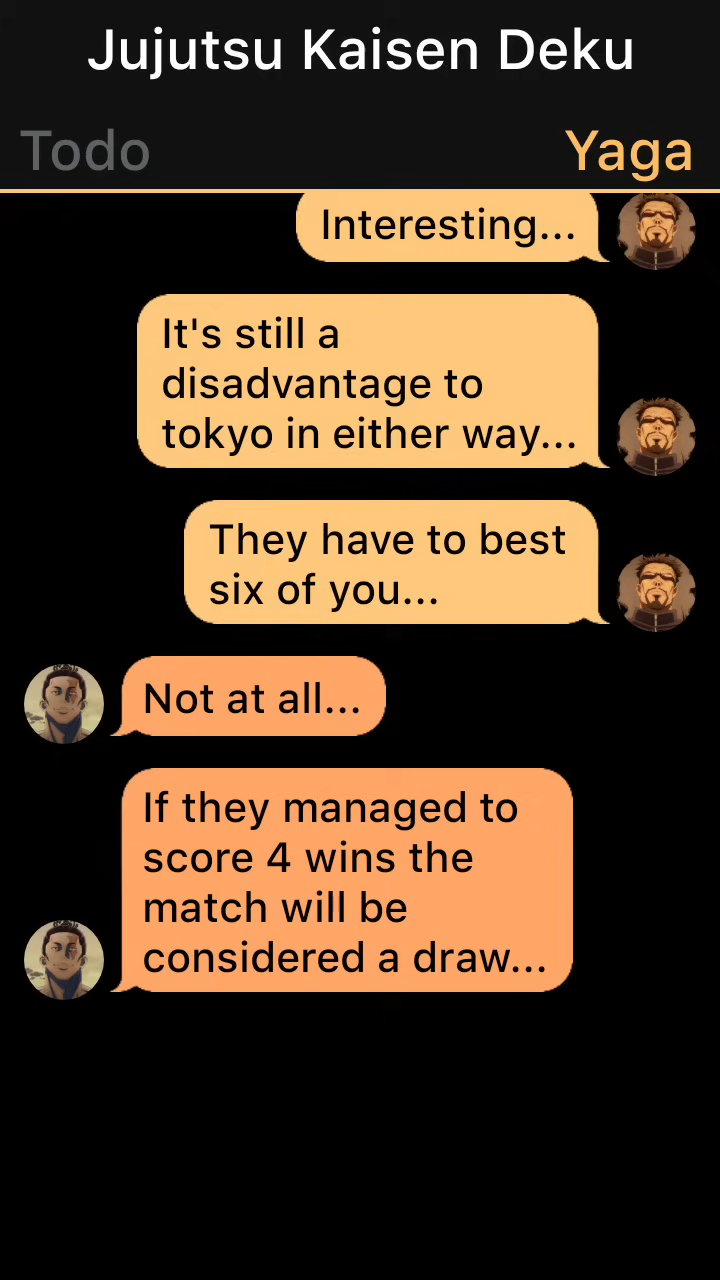 Jujutsu Kaisen Deku
Todo
Yaga
Interesting...
It's still a
disadvantage to
tokyo in either way...
They have to best
six of you...
Not at all...
If they managed to
score 4 wins the
match will be
considered a draw...